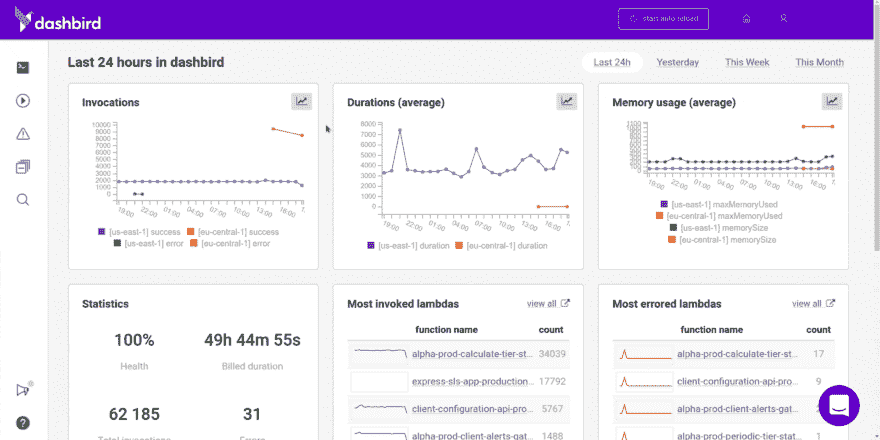 dashbird
start auto reload
Last 24 hours in dashbird
Last 24h Yesterday This Week This Month
Invocations
10000
9000
8000
7000
6000
5000
4000
3000
2000
1000
0
19:00 22:00 01:00 04:00 07:00 10:00 13:00 16:00
[us-east-1] success [eu-central-1] success
[us-east-1] error [eu-central-1] error
Durations (average)
8000
7000
6000
5000
4000
3000
2000
1000
0
19:00 22:00 01:00 04:00 07:00 10:00 13:00 16:00
[us-east-1] duration [eu-central-1] duration
Memory usage (average)
1100
900
800
700
600
500
400
300
200
100
0
19:00 22:00 01:00 04:00 07:00 10:00 13:00 16:00
[us-east-1] maxMemoryUsed
[eu-central-1] maxMemoryUsed
[us-east-1] memorySize
[eu-central-1] memorySize
Statistics
100% 49h 44m 55s
Health Billed duration
62 185 31
Total invocations Errors
Most invoked lambdas view all
function name count
alpha-prod-calculate-tier-st... 34039
express-sls-app-production... 17792
client-configuration-api-pro... 5767
alpha-prod-client-alerts-gat... 1488
Most errored lambdas view all
function name count
alpha-prod-calculate-tier-st... 17
client-configuration-api-pro... 9
alpha-prod-client-alerts-gat...
alpha-prod-periodic-tier-stat... 1